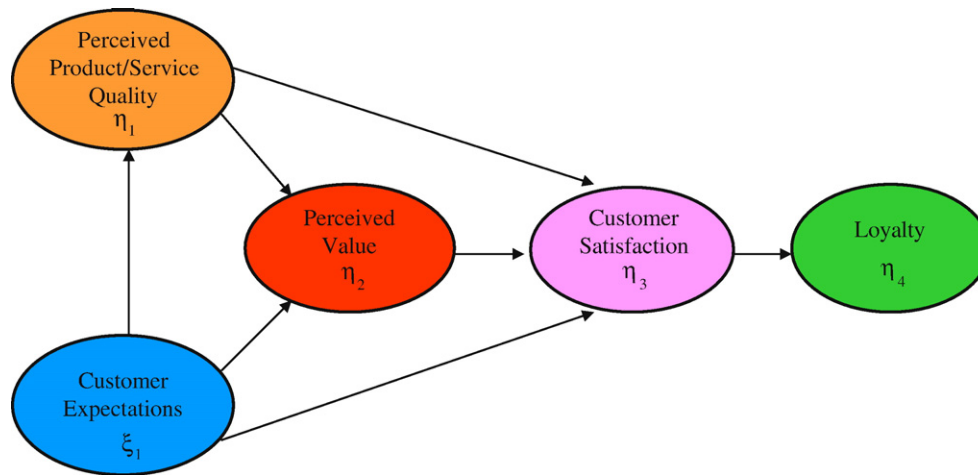 Perceived
Product/Service
Quality
η₁
Perceived
Value
η₂
Customer
Satisfaction
η₃
Loyalty
η₄
Customer
Expectations
ξ₁